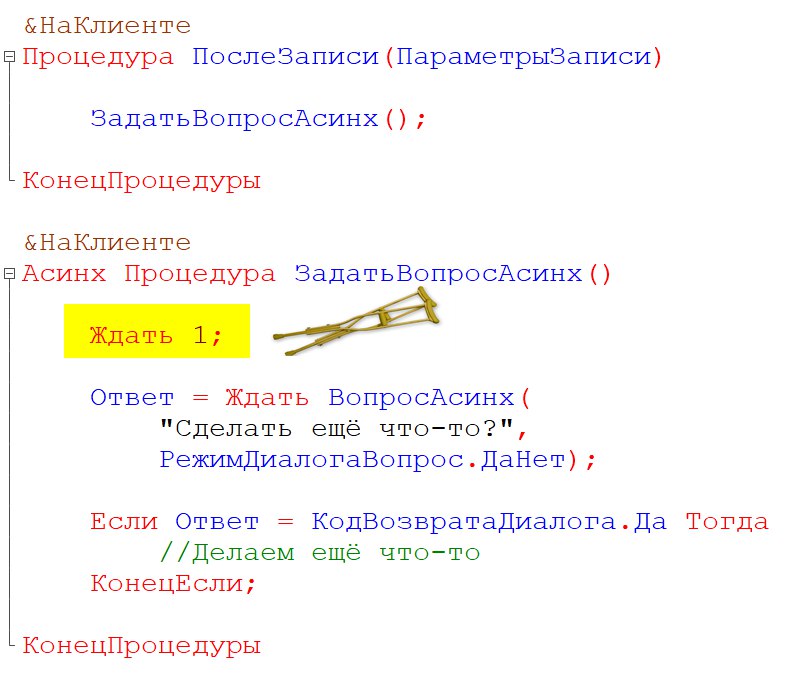 &НаКлиенте
Процедура ПослеЗаписи(ПараметрыЗаписи)
ЗадатьВопросАсинх();
КонецПроцедуры
&НаКлиенте
Асинх Процедура ЗадатьВопросАсинх()
Ждать 1;
Ответ = Ждать ВопросАсинх(
"Сделать ещё что-то?",
РежимДиалогаВопрос.ДаНет);
Если Ответ = КодВозвратаДиалога.Да Тогда
//Делаем ещё что-то
КонецЕсли;
КонецПроцедуры